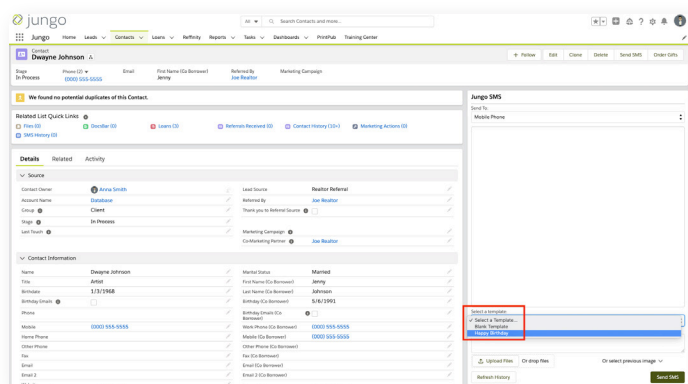 jungo
All
Search Contacts and more...
Jungo Home Leads Contacts Loans Reffinity Reports Tasks Dashboards PrintPub Training Center
Contact
Dwayne Johnson
+ Follow Edit Clone Delete Send SMS Order Gifts
Stage Phone (2) Email First Name (Co Borrower) Referred By Marketing Campaign
In Process (000) 555-5555 Jenny Joe Realtor
We found no potential duplicates of this Contact.
Related List Quick Links
Files (0) DocsBar (0) Loans (3) Referrals Received (0) Contact History (10+) Marketing Actions (0)
SMS History (0)
Details Related Activity
Source
Contact Owner Anna Smith Lead Source Realtor Referral
Account Name Database Referred By Joe Realtor
Group Client Thank you to Referral Source
Stage In Process
Last Touch Marketing Campaign
Co-Marketing Partner Joe Realtor
Contact Information
Name Dwayne Johnson Marital Status Married
Title Artist First Name (Co Borrower) Jenny
Birthdate 1/3/1968 Last Name (Co Borrower) Johnson
Birthday Emails Birthday (Co Borrower) 5/6/1991
Phone Birthday Emails (Co Borrower)
Mobile (000) 555-5555 Work Phone (Co Borrower) (000) 555-5555
Home Phone Mobile (Co Borrower) (000) 555-5555
Other Phone Other Phone (Co Borrower)
Fax Fax (Co Borrower)
Email Email (Co Borrower)
Email 2 Email 2 (Co Borrower)
Jungo SMS
Send To:
Mobile Phone
Select a template:
✓ Select a Template...
Blank Template
Happy Birthday
Upload Files Or drop files Or select previous image
Refresh History Send SMS